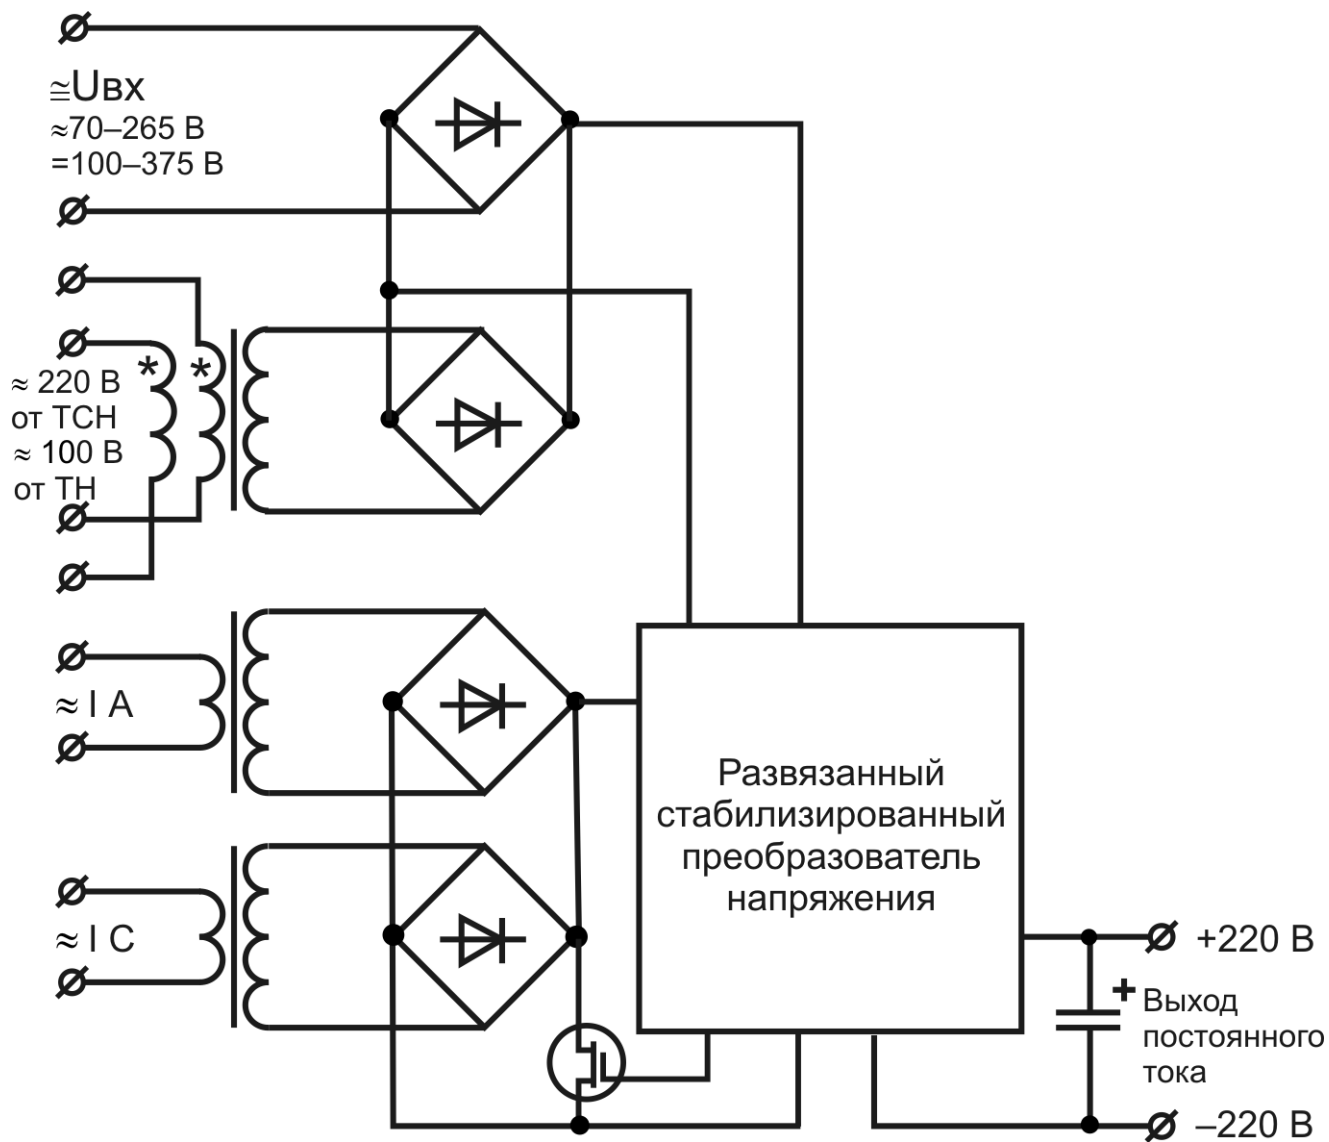 ≅Uвх
≈70–265 В
=100–375 В
*
*
≈ 220 В
от ТСН
≈ 100 В
от ТН
≈ I А
≈ I С
Развязанный
стабилизированный
преобразователь
напряжения
+220 В
+
Выход
постоянного
тока
–220 В